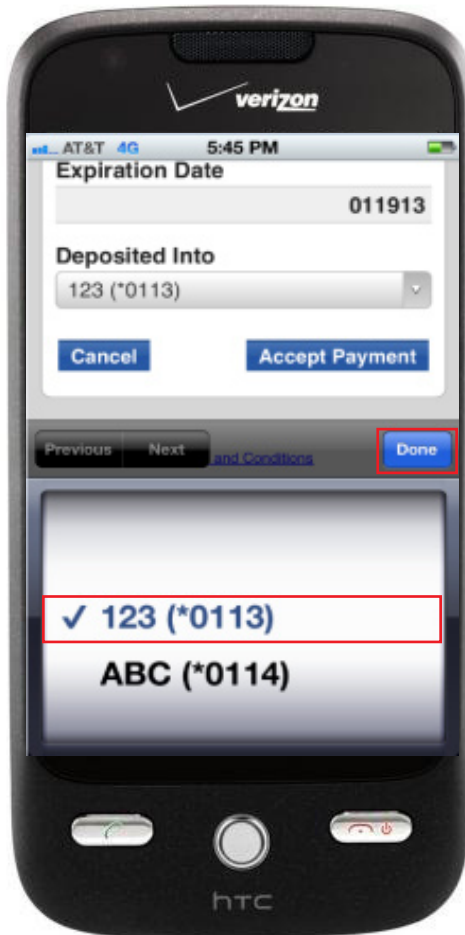 verizon
AT&T 4G 5:45 PM
Expiration Date
011913
Deposited Into
123 (*0113)
Cancel Accept Payment
Previous Next and Conditions Done
✓ 123 (*0113)
ABC (*0114)
hTC